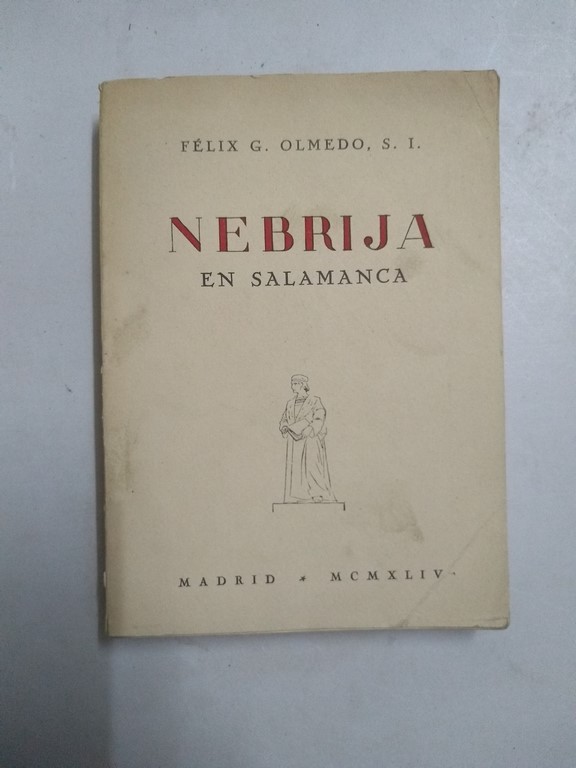 FÉLIX G. OLMEDO, S. I.
NEBRIJA
EN SALAMANCA
MADRID * MCMXLIV